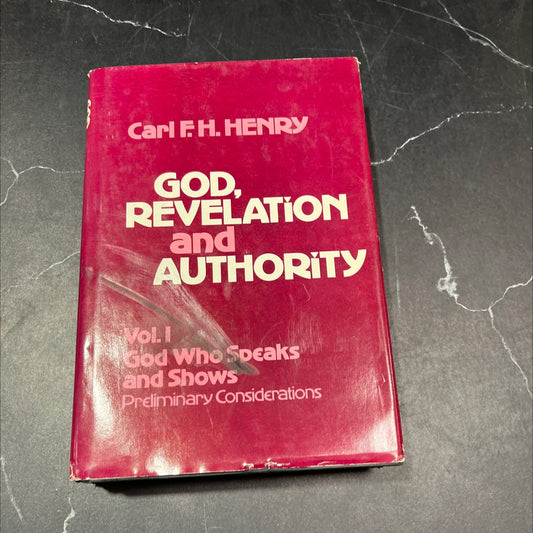 Carl F. H. HENRY
GOD,
REVELATiON
and
AUTHORiTY
Vol. I
God Who Speaks
and Shows
Preliminary Considerations